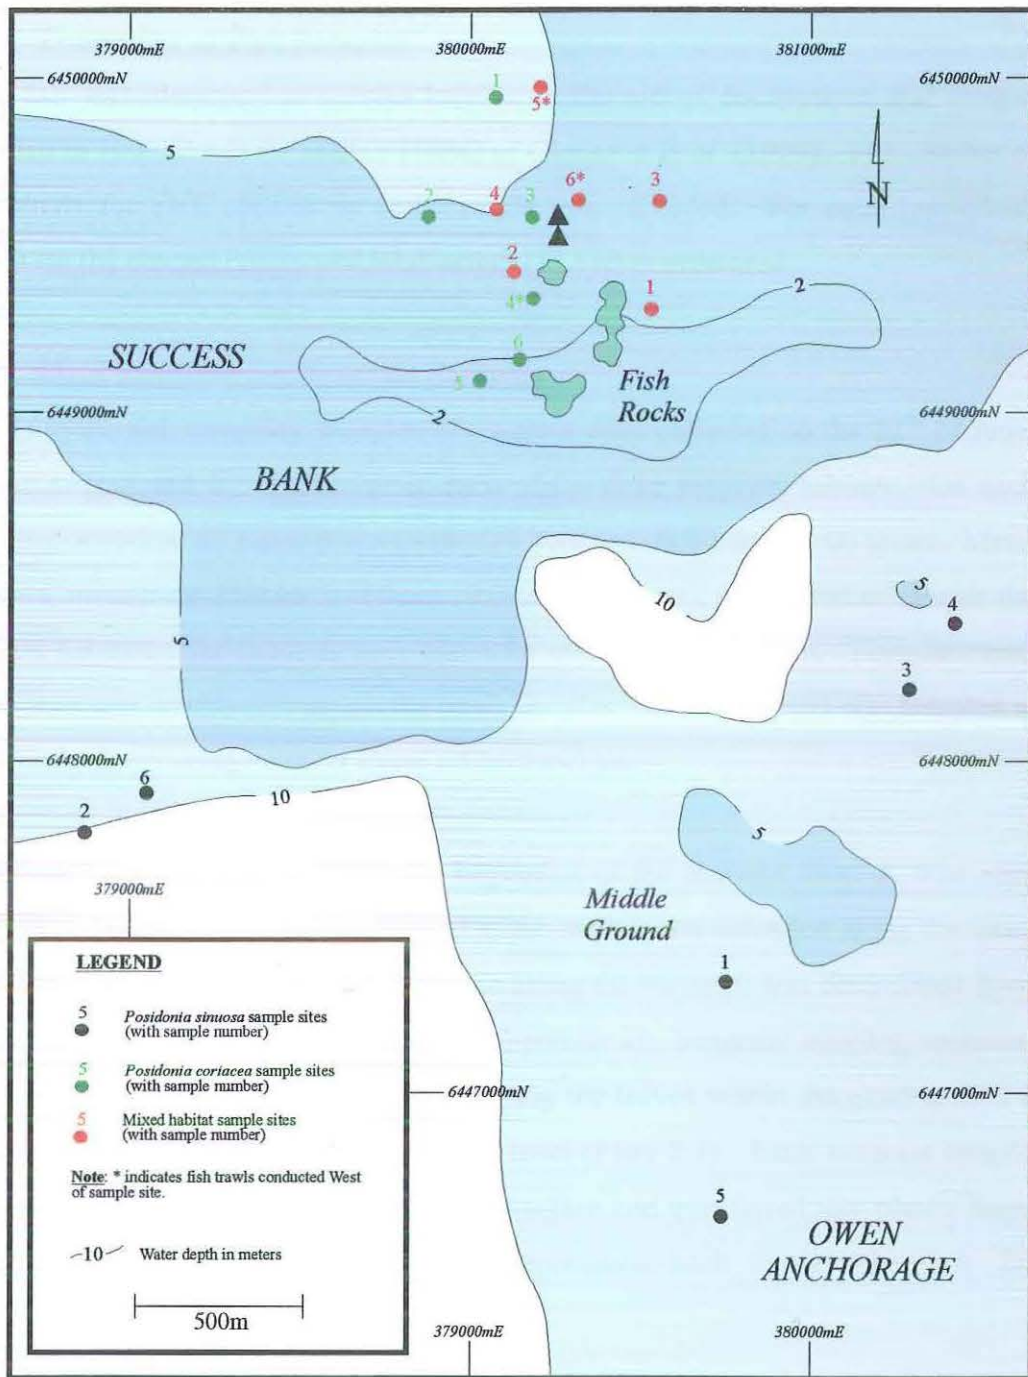 379000mE
380000mE
381000mE
6450000mN
6450000mN
1
5*
5
N
2
4
3
6*
3
2
4*
1
2
SUCCESS
6
5
Fish
Rocks
2
6449000mN
6449000mN
BANK
10
5
4
5
3
6448000mN
6448000mN
6
10
2
5
379000mE
Middle
Ground
1
LEGEND
5
Posidonia sinuosa sample sites
(with sample number)
5
Posidonia coriacea sample sites
(with sample number)
5
Mixed habitat sample sites
(with sample number)
Note: * indicates fish trawls conducted West
of sample site.
10
Water depth in meters
500m
6447000mN
6447000mN
5
OWEN
ANCHORAGE
379000mE
380000mE